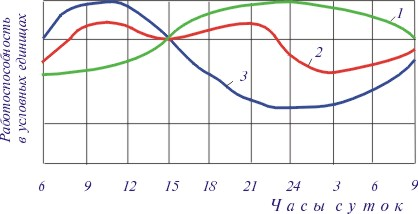 Работоспособность
в условных единицах
1
2
3
6 9 12 15 18 21 24 3 6 9
Часы суток